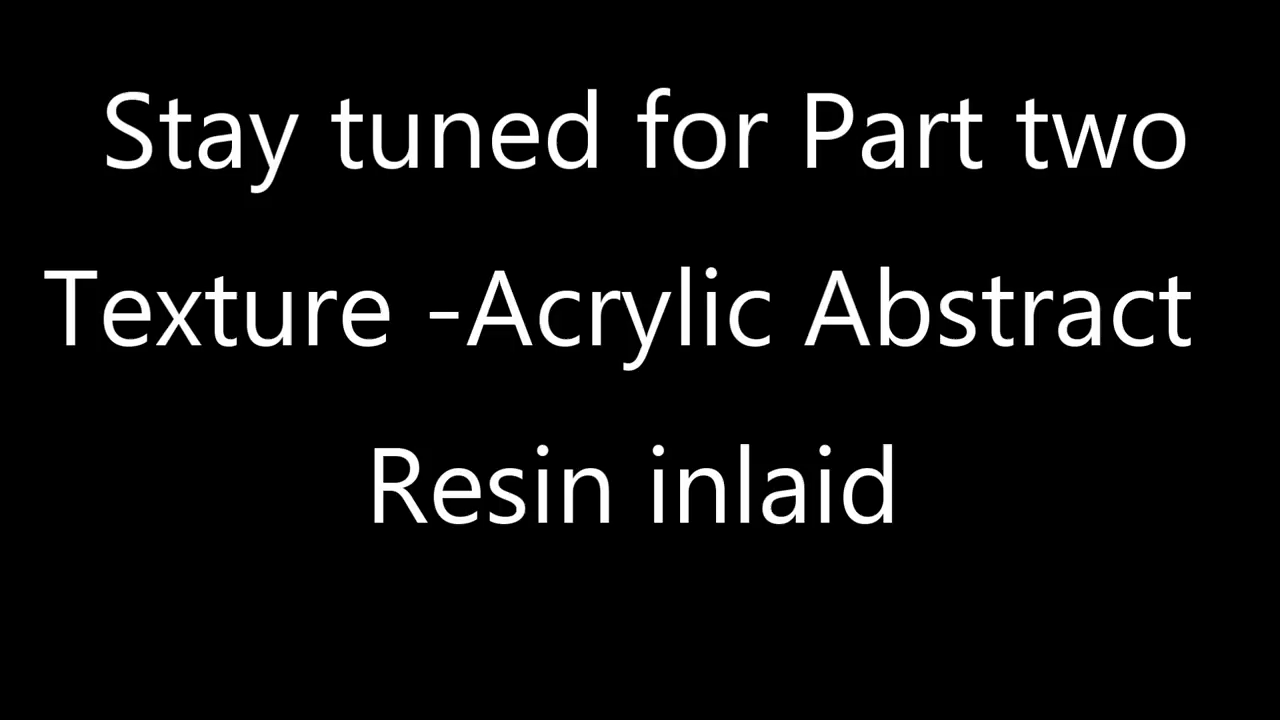 Stay tuned for Part two
Texture -Acrylic Abstract
Resin inlaid